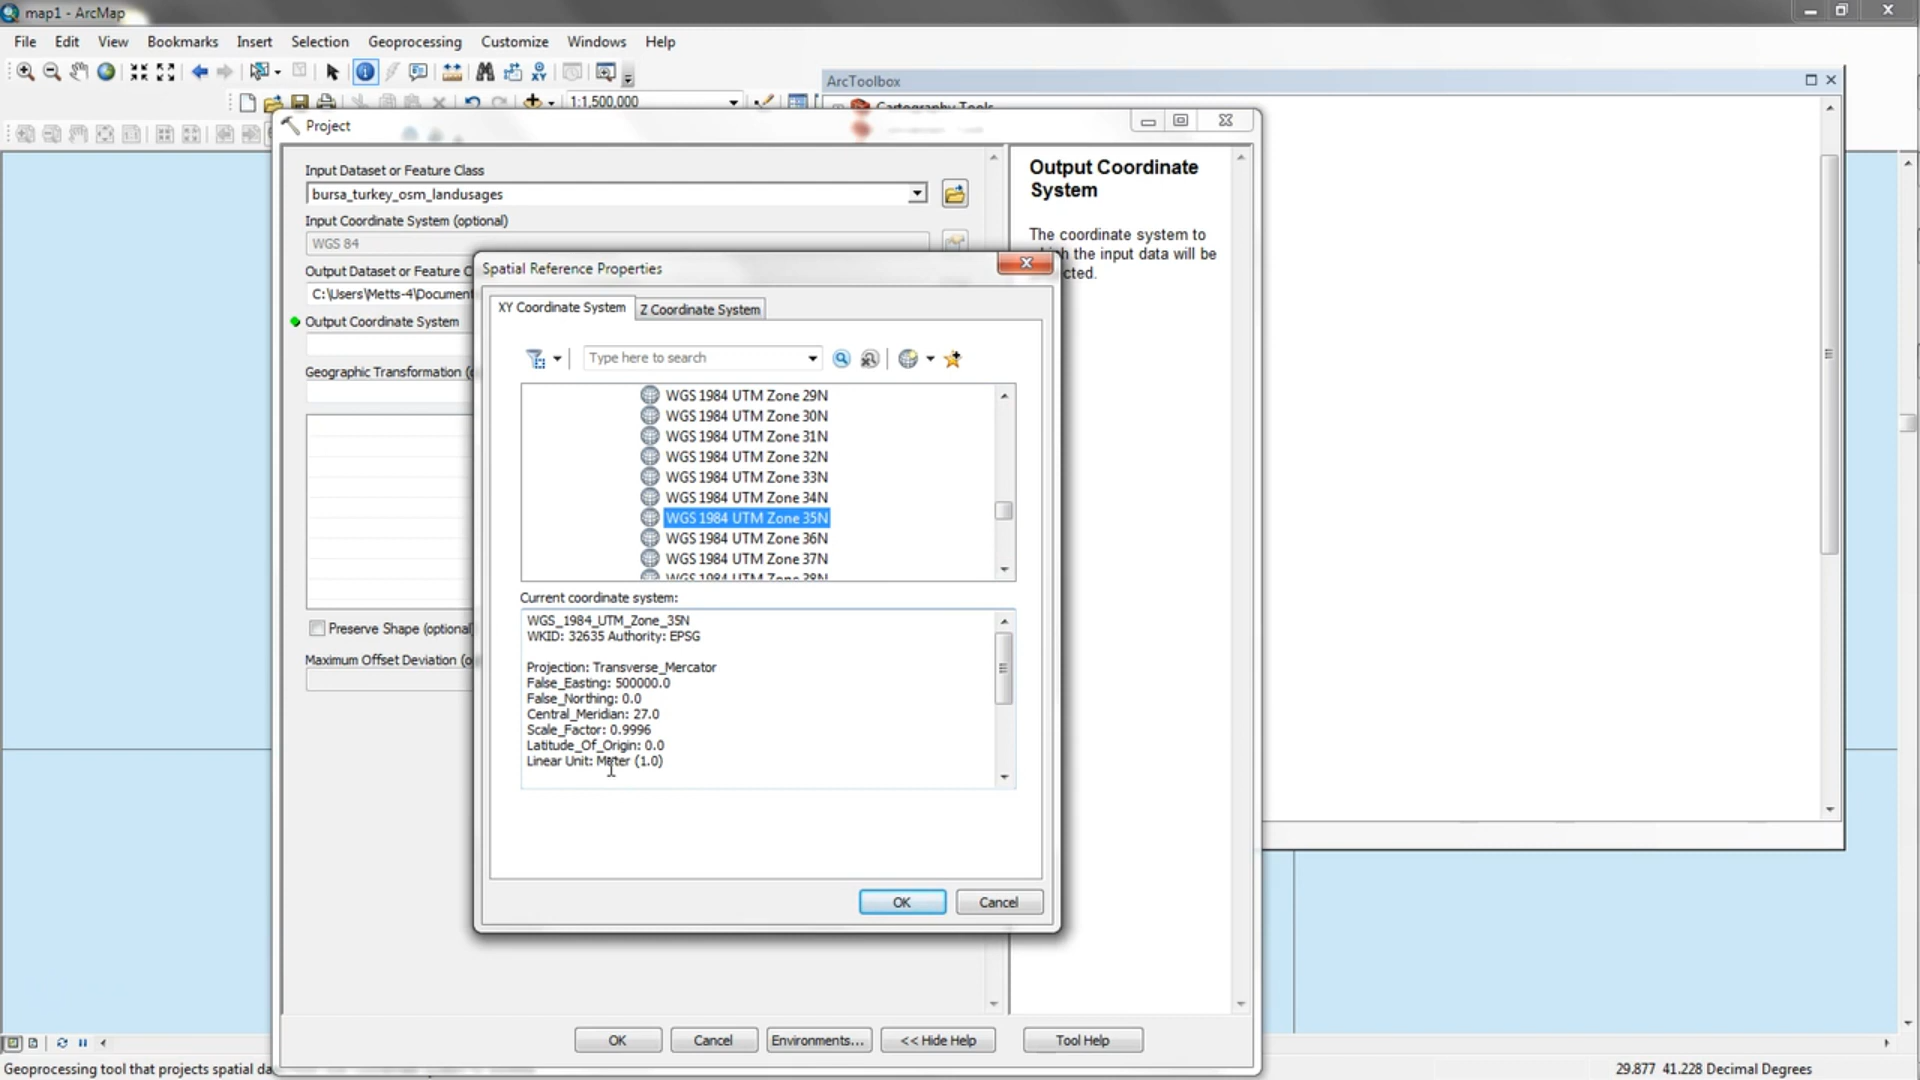 map1 - ArcMap
File Edit View Bookmarks Insert Selection Geoprocessing Customize Windows Help
ArcToolbox
1:1,500,000
Cartography Tools
Project
Input Dataset or Feature Class
bursa_turkey_osm_landusages
Input Coordinate System (optional)
WGS 84
Output Dataset or Feature C
C:\Users\Metts-4\Document
Output Coordinate System
Geographic Transformation (
Preserve Shape (optional
Maximum Offset Deviation (o
Output Coordinate
System
The coordinate system to
the input data will be
Spatial Reference Properties
XY Coordinate System Z Coordinate System
Type here to search
WGS 1984 UTM Zone 29N
WGS 1984 UTM Zone 30N
WGS 1984 UTM Zone 31N
WGS 1984 UTM Zone 32N
WGS 1984 UTM Zone 33N
WGS 1984 UTM Zone 34N
WGS 1984 UTM Zone 35N
WGS 1984 UTM Zone 36N
WGS 1984 UTM Zone 37N
WGS 1984 UTM Zone 38N
Current coordinate system:
WGS_1984_UTM_Zone_35N
WKID: 32635 Authority: EPSG
Projection: Transverse_Mercator
False_Easting: 500000.0
False_Northing: 0.0
Central_Meridian: 27.0
Scale_Factor: 0.9996
Latitude_Of_Origin: 0.0
Linear Unit: Meter (1.0)
OK Cancel
OK Cancel Environments... << Hide Help Tool Help
Geoprocessing tool that projects spatial da
29.877 41.228 Decimal Degrees